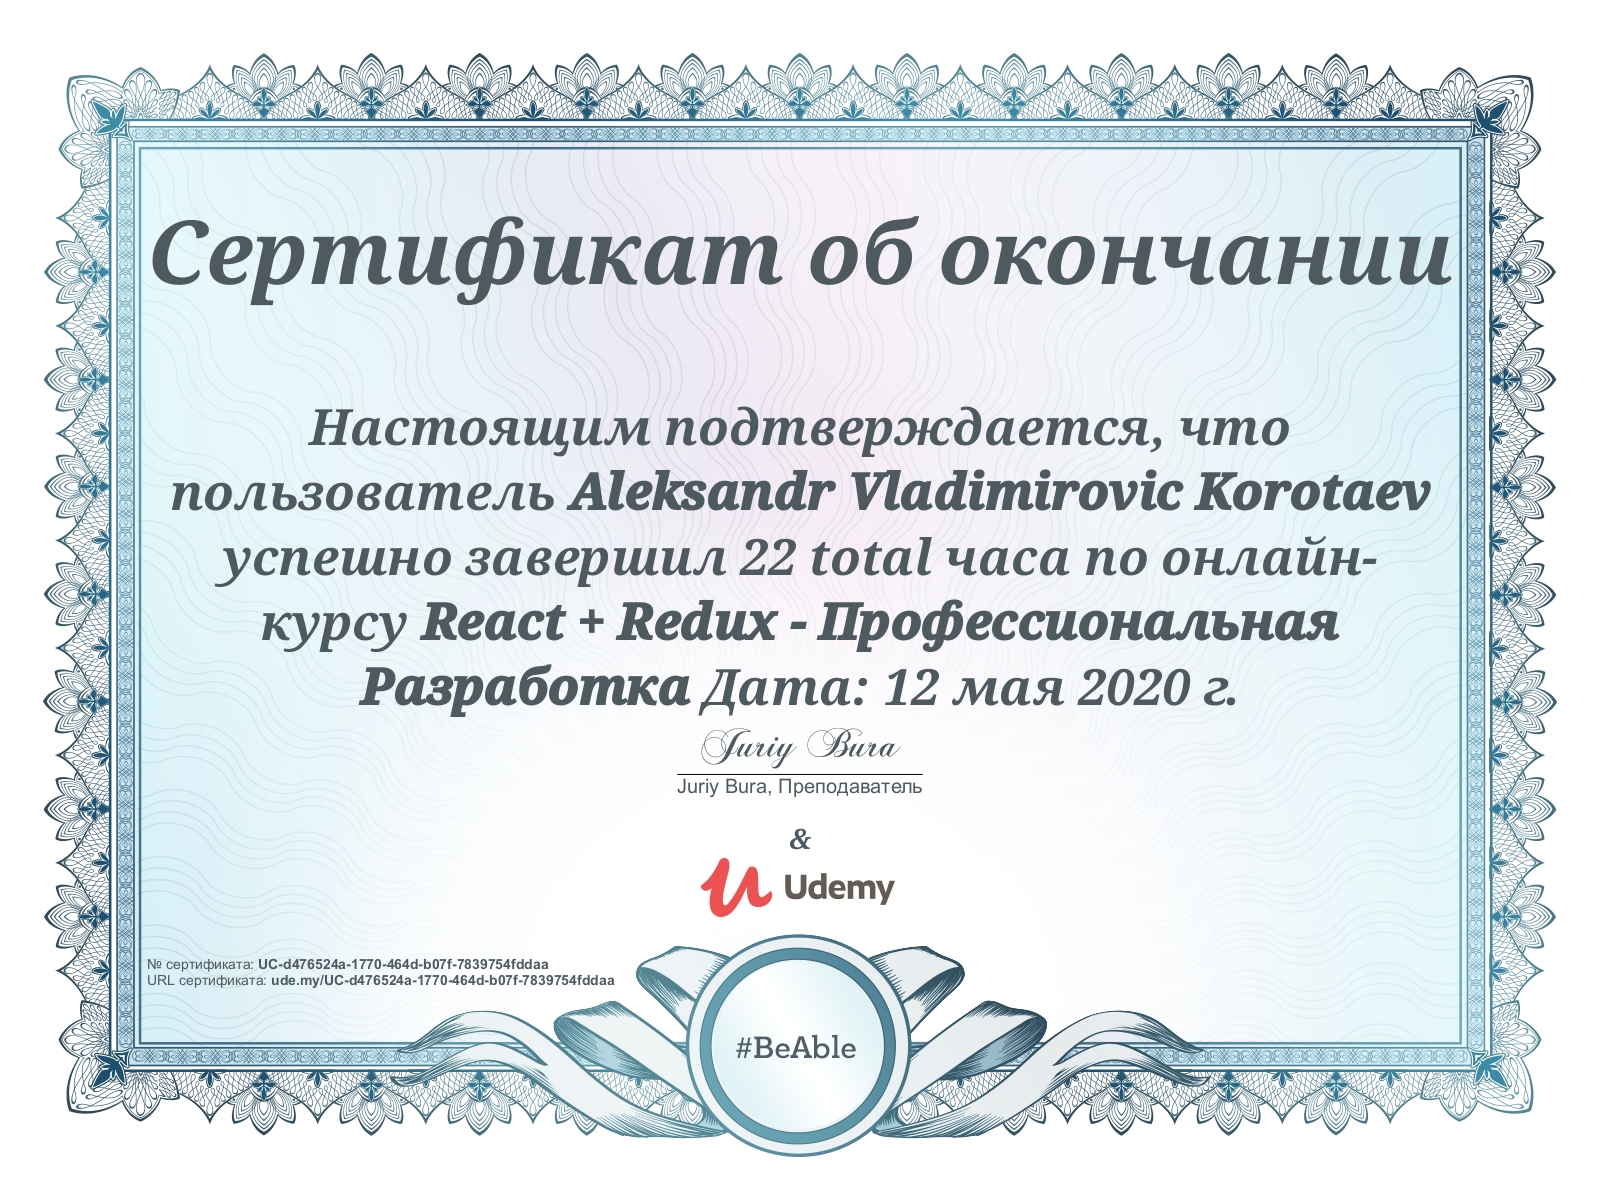 Сертификат об окончании
Настоящим подтверждается, что
пользователь Aleksandr Vladimirovic Korotaev
успешно завершил 22 total часа по онлайн-
курсу React + Redux - Профессиональная
Разработка Дата: 12 мая 2020 г.
Juriy Bura
Juriy Bura, Преподаватель
&
Udemy
№ сертификата: UC-d476524a-1770-464d-b07f-7839754fddaa
URL сертификата: ude.my/UC-d476524a-1770-464d-b07f-7839754fddaa
#BeAble